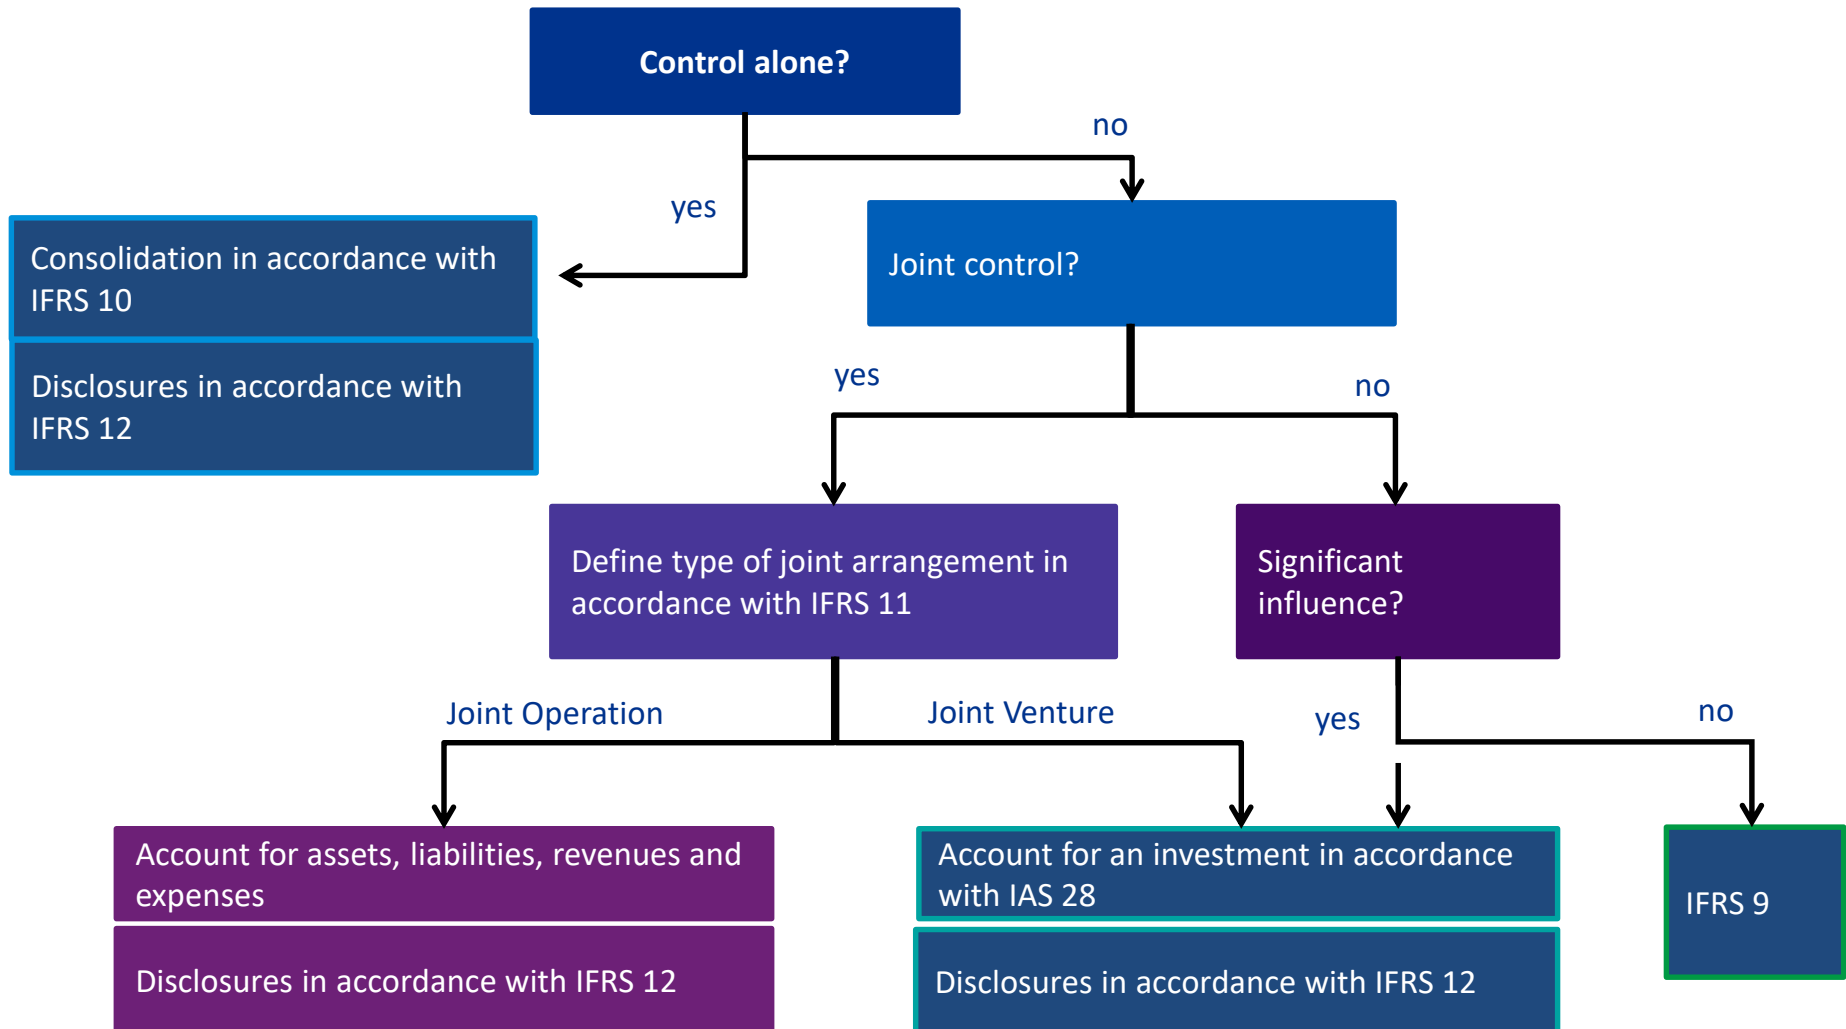 Control alone?
no
yes
Consolidation in accordance with
IFRS 10
Joint control?
Disclosures in accordance with
IFRS 12
yes
no
Define type of joint arrangement in
accordance with IFRS 11
Significant
influence?
Joint Operation
Joint Venture
yes
no
Account for assets, liabilities, revenues and
expenses
Account for an investment in accordance
with IAS 28
IFRS 9
Disclosures in accordance with IFRS 12
Disclosures in accordance with IFRS 12